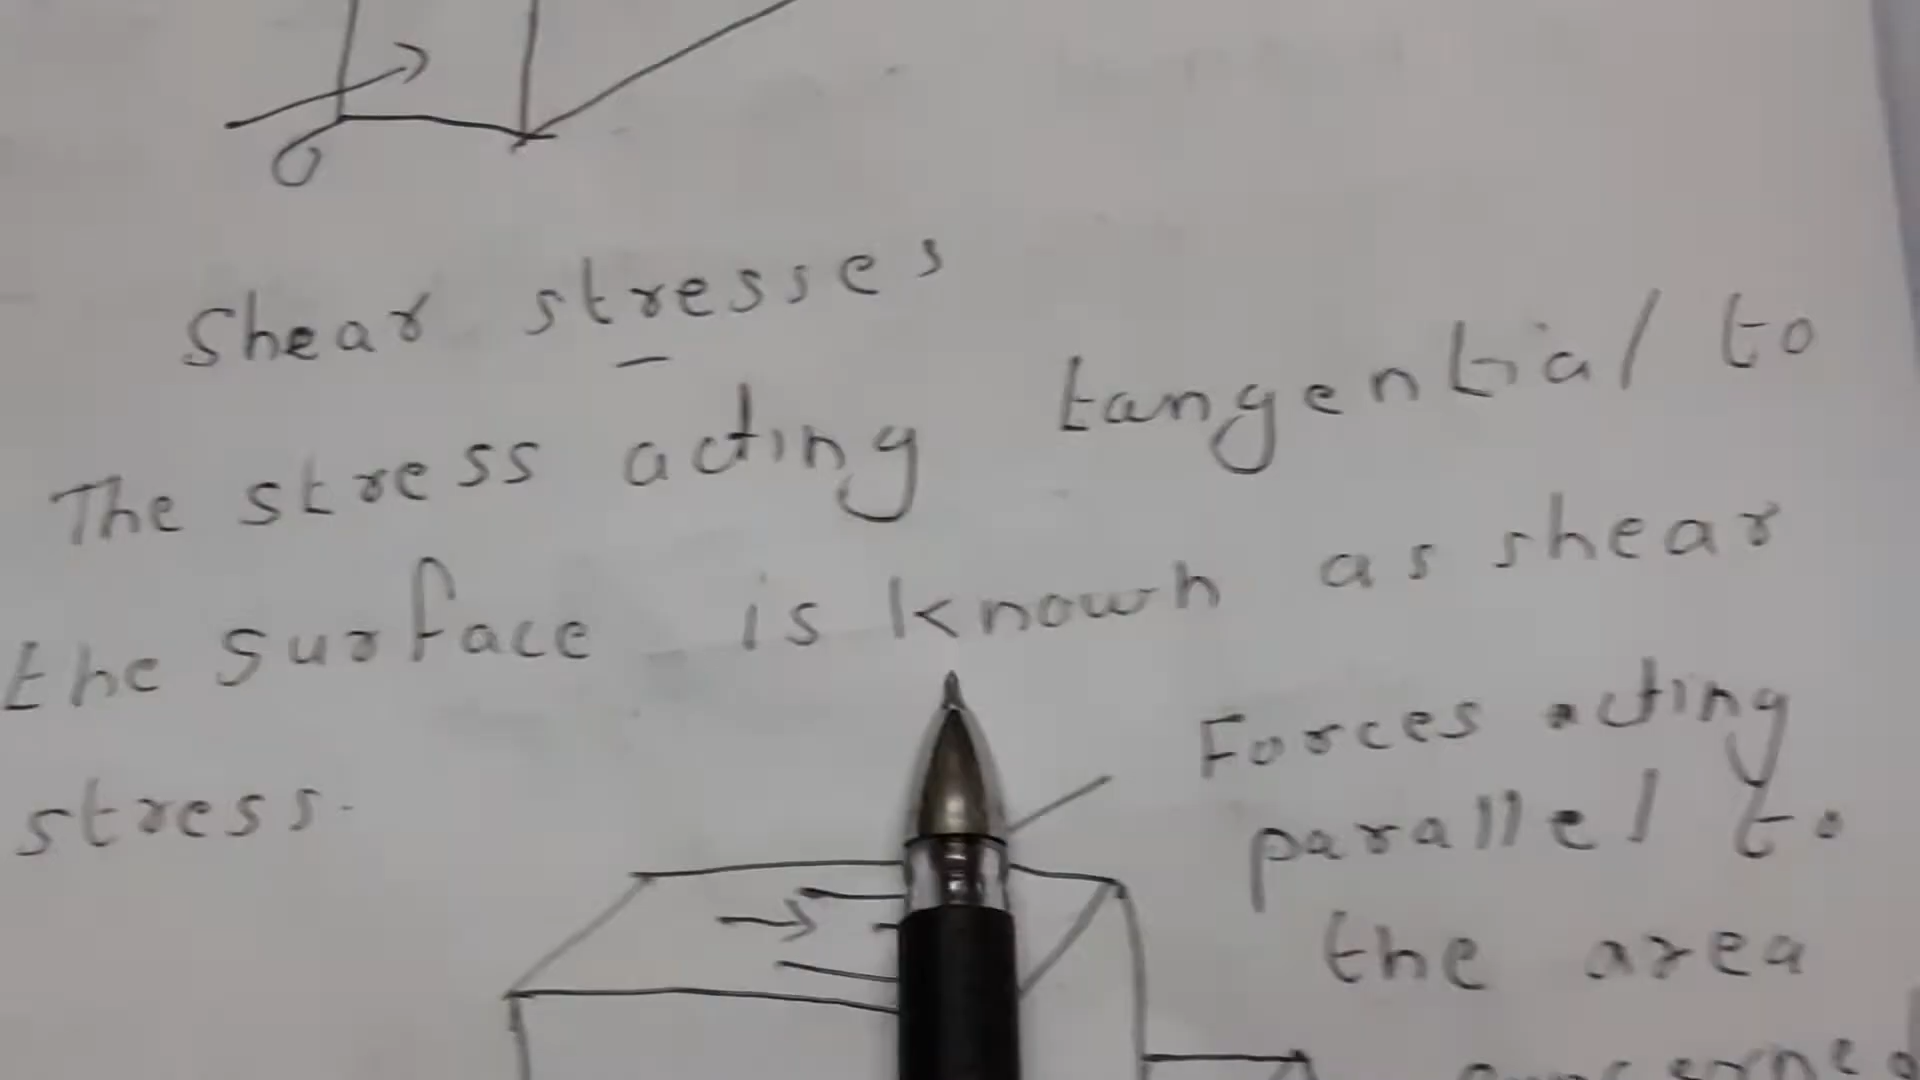 Shear stresses
The stress acting tangential to
the surface is known as shear
stress.
Forces acting
parallel to
the area
concerned